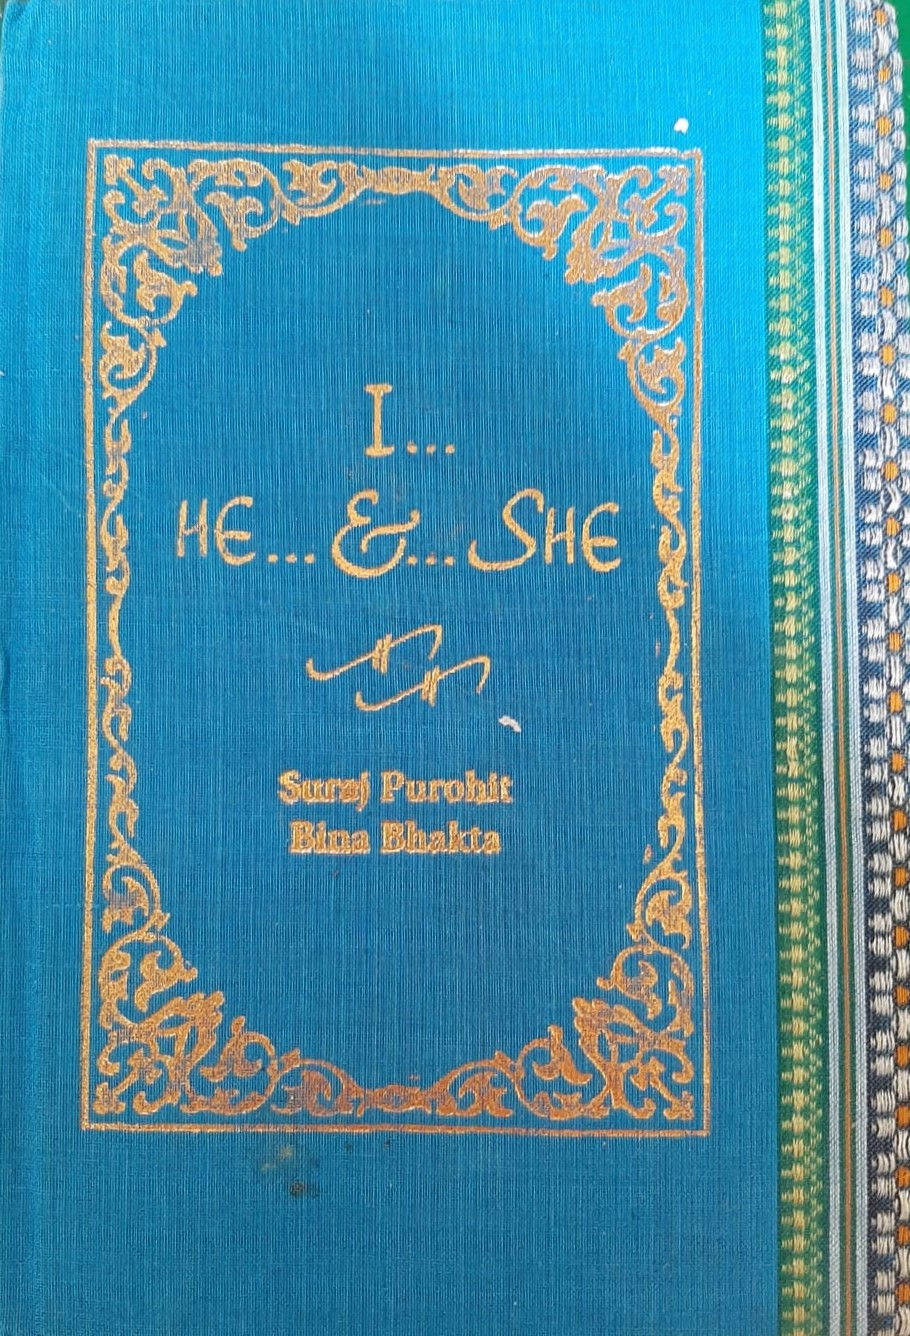 I...
HE...&...SHE
Suraj Purohit
Bina Bhakta